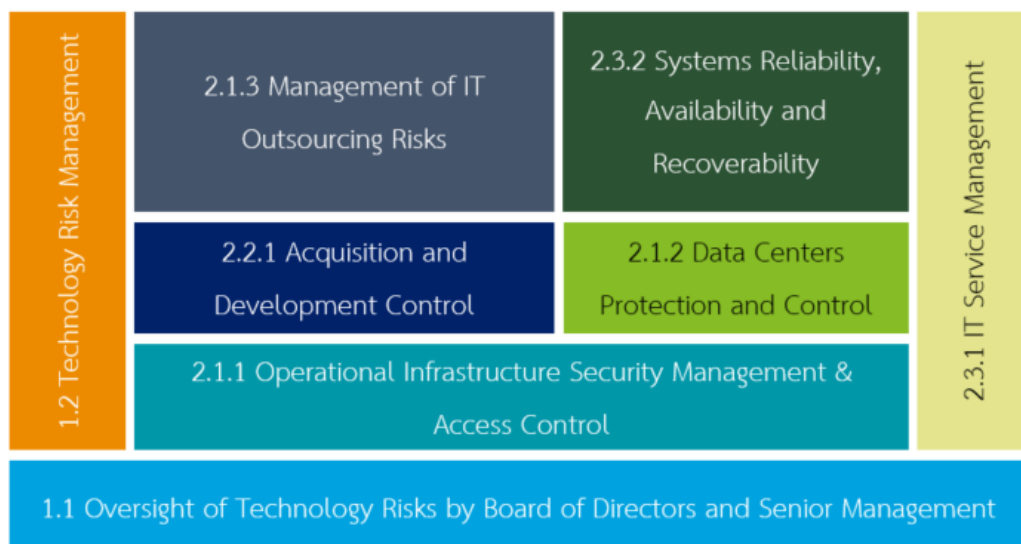 1.2 Technology Risk Management
2.1.3 Management of IT
Outsourcing Risks
2.3.2 Systems Reliability,
Availability and
Recoverability
2.2.1 Acquisition and
Development Control
2.1.2 Data Centers
Protection and Control
2.1.1 Operational Infrastructure Security Management &
Access Control
2.3.1 IT Service Management
1.1 Oversight of Technology Risks by Board of Directors and Senior Management